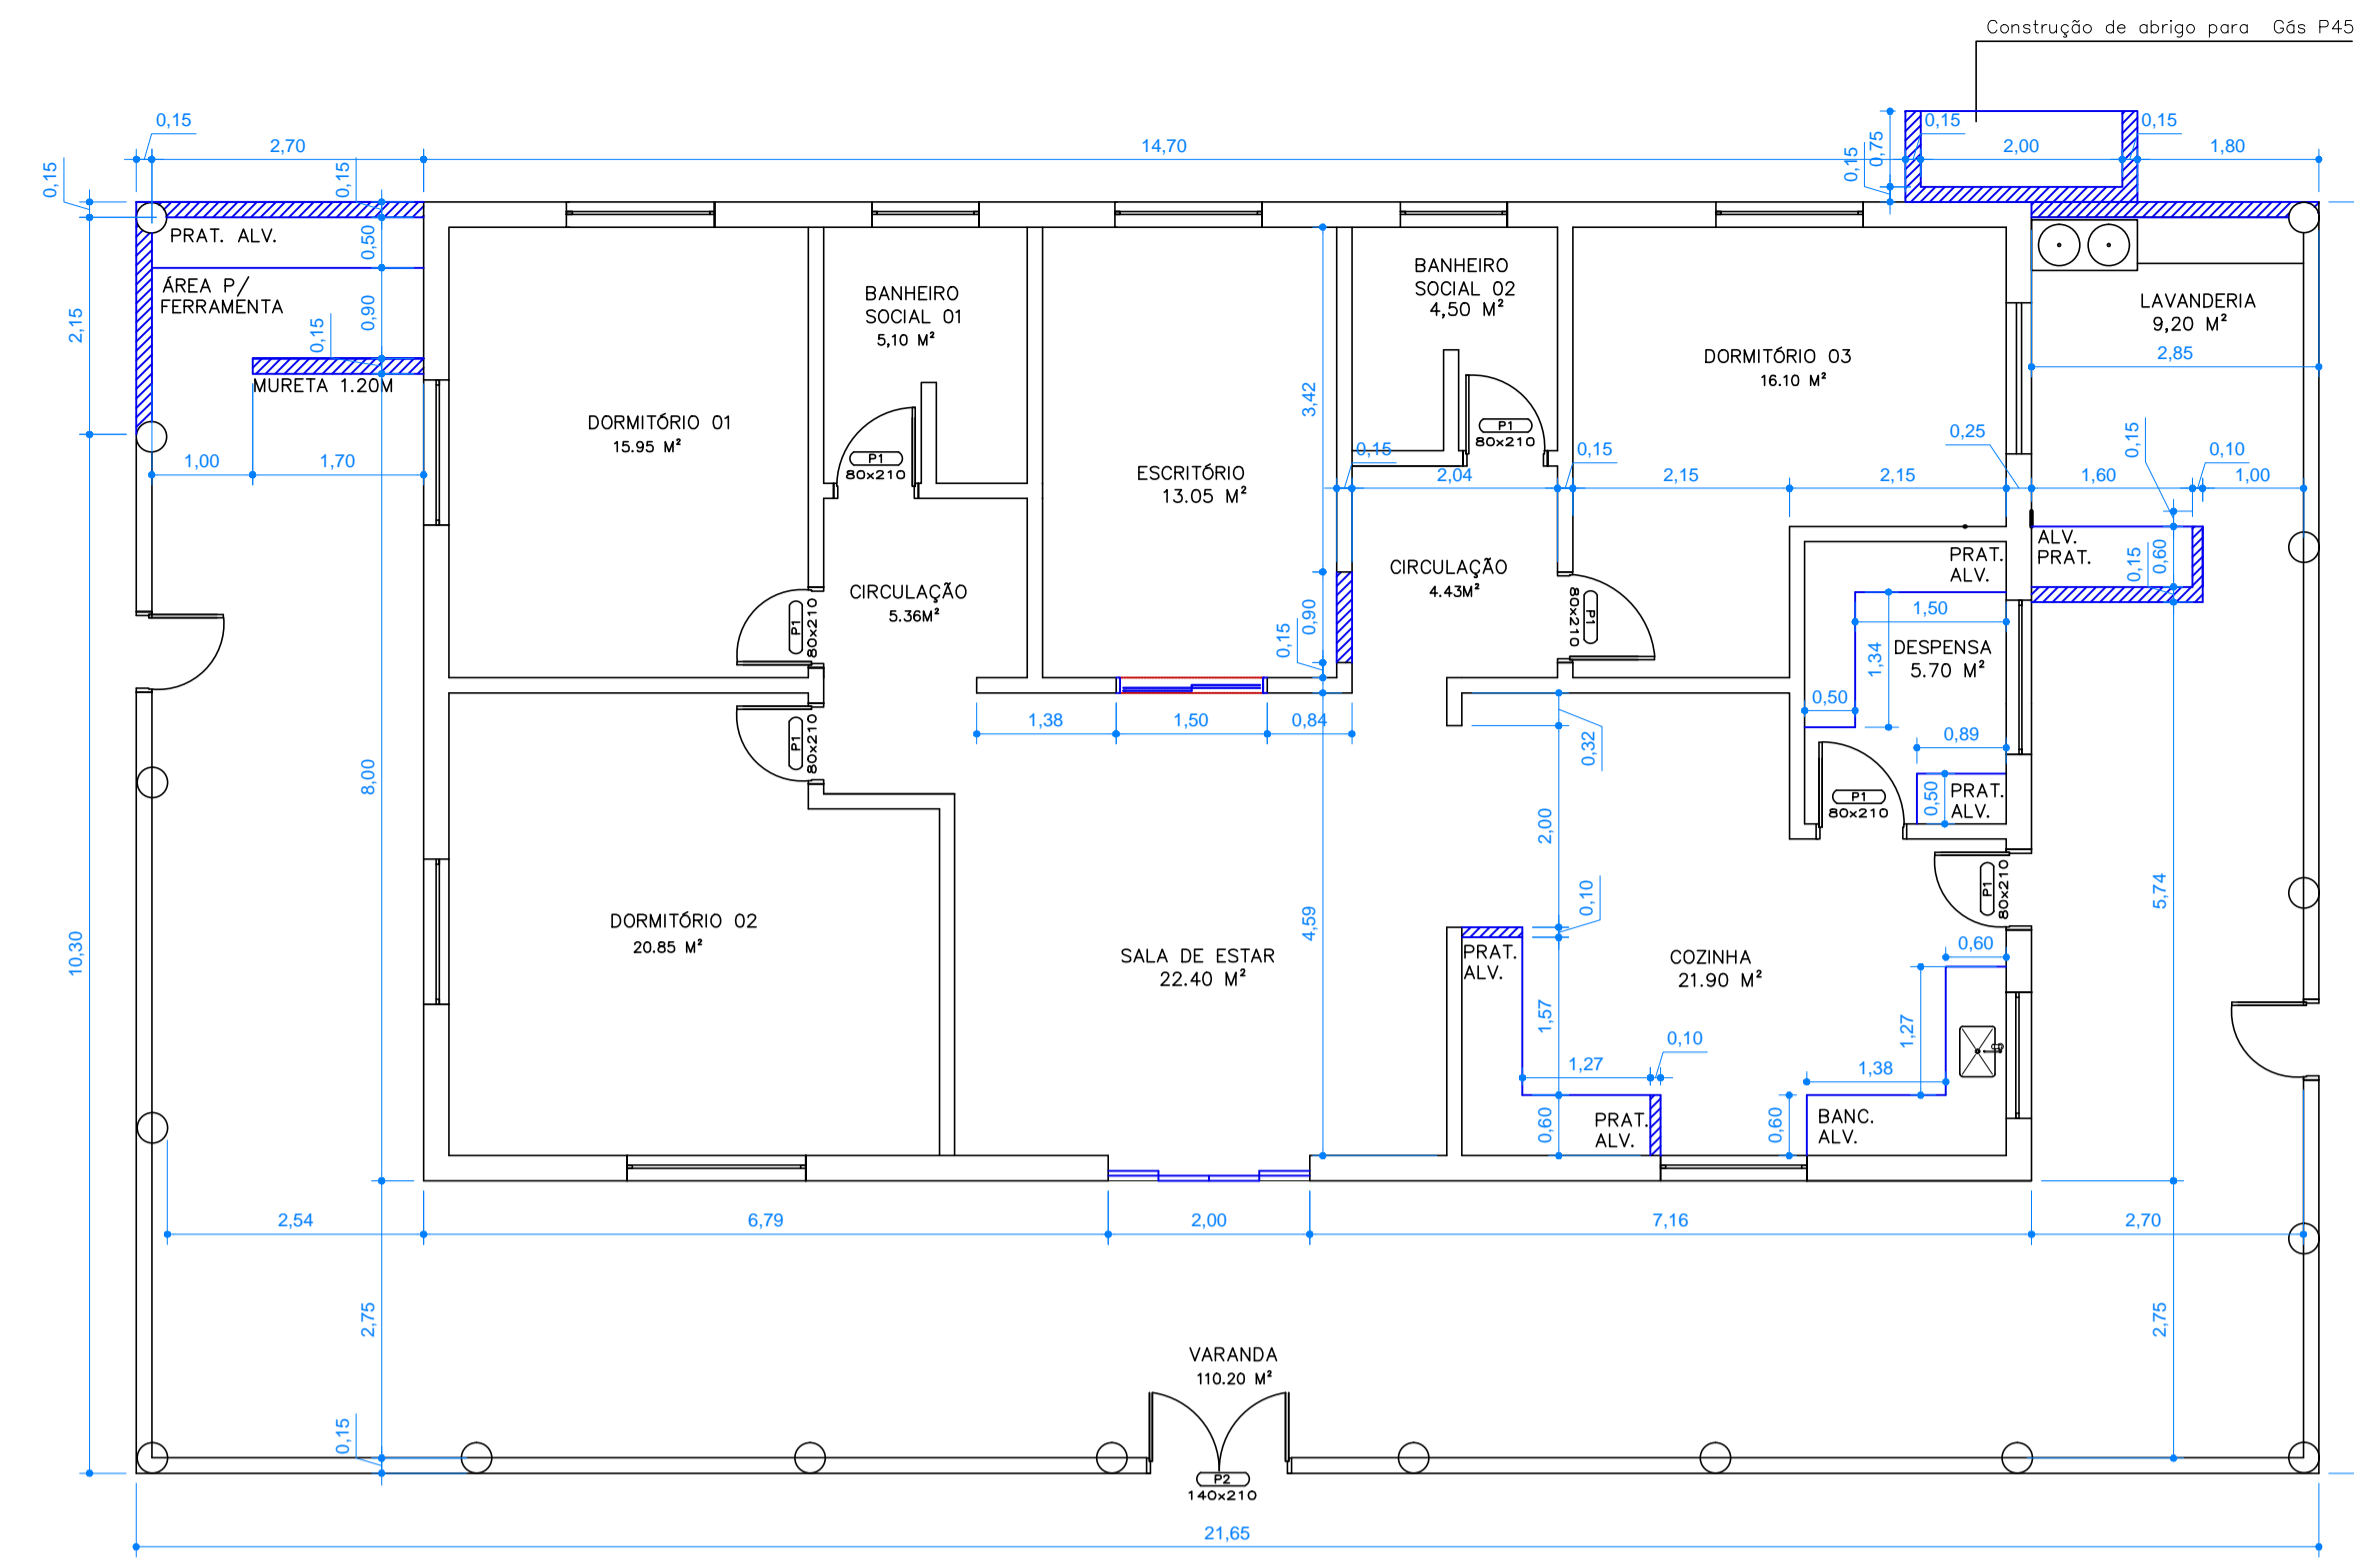 Construção de abrigo para Gás P45
0,15
2,70
14,70
0,15
2,00
0,15
1,80
0,15
0,15
0,15
0,75
PRAT. ALV.
0,50
ÁREA P/
FERRAMENTA
0,90
0,15
2,15
MURETA 1.20M
1,00
1,70
BANHEIRO
SOCIAL 01
5,10 M²
BANHEIRO
SOCIAL 02
4,50 M²
LAVANDERIA
9,20 M²
2,85
DORMITÓRIO 03
16.10 M²
3,42
DORMITÓRIO 01
15.95 M²
P1
80x210
P1
80x210
ESCRITÓRIO
13.05 M²
0,15
2,04
0,15
2,15
2,15
0,25
1,60
0,15
0,10
1,00
ALV.
PRAT.
0,15
0,60
PRAT.
ALV.
CIRCULAÇÃO
4.43M²
CIRCULAÇÃO
5.36M²
P1
80x210
P1
80x210
0,90
0,15
1,50
1,34
DESPENSA
5.70 M²
0,50
0,89
0,50
PRAT.
ALV.
P1
80x210
1,38
1,50
0,84
0,32
P1
80x210
8,00
2,00
0,10
4,59
P1
80x210
5,74
10,30
DORMITÓRIO 02
20.85 M²
SALA DE ESTAR
22.40 M²
PRAT.
ALV.
COZINHA
21.90 M²
0,60
1,57
1,27
1,27
0,10
1,38
0,60
PRAT.
ALV.
0,60
BANC.
ALV.
2,54
6,79
2,00
7,16
2,70
2,75
2,75
VARANDA
110.20 M²
0,15
P2
140x210
21,65